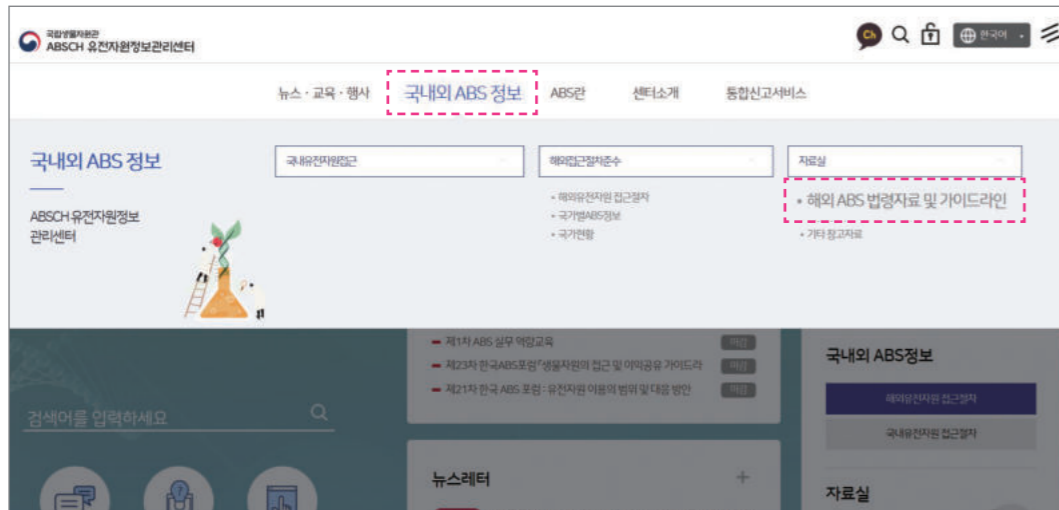 국립생물자원관
ABSCH 유전자원정보관리센터
Ch
한국어
뉴스 · 교육 · 행사
국내외 ABS 정보
ABS란
센터소개
통합신고서비스
국내외 ABS 정보
ABSCH 유전자원정보
관리센터
국내유전자원접근
해외접근절차준수
• 해외유전자원 접근절차
• 국가별ABS정보
• 국가현황
자료실
• 해외 ABS 법령자료 및 가이드라인
• 기타 참고자료
검색어를 입력하세요
제1차 ABS 실무 역량교육
마감
제23차 한국ABS포럼「생물자원의 접근 및 이익공유 가이드라
마감
제21차 한국 ABS 포럼 : 유전자원 이용의 범위 및 대응 방안
마감
뉴스레터
국내외 ABS정보
해외유전자원 접근절차
국내유전자원 접근절차
자료실